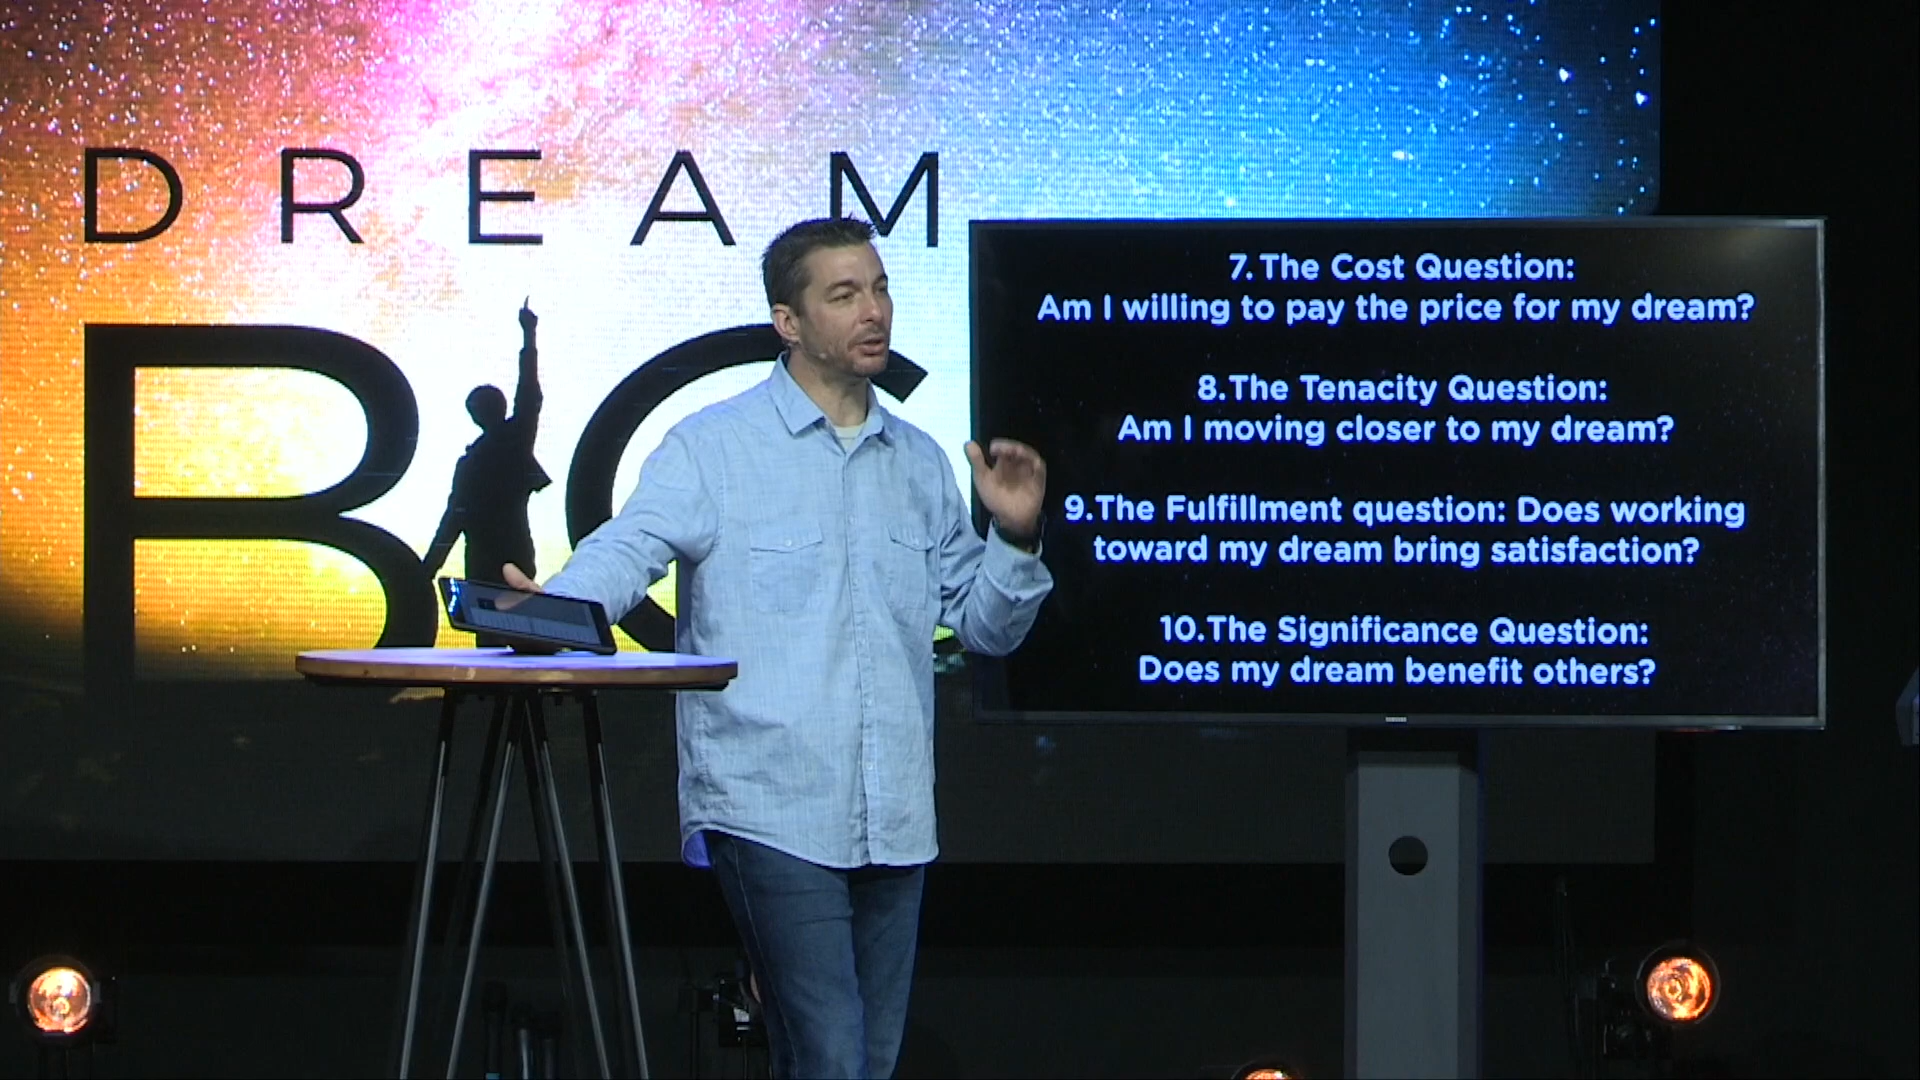 DREAM
BIG
7. The Cost Question:
Am I willing to pay the price for my dream?
8.The Tenacity Question:
Am I moving closer to my dream?
9.The Fulfillment question: Does working
toward my dream bring satisfaction?
10.The Significance Question:
Does my dream benefit others?